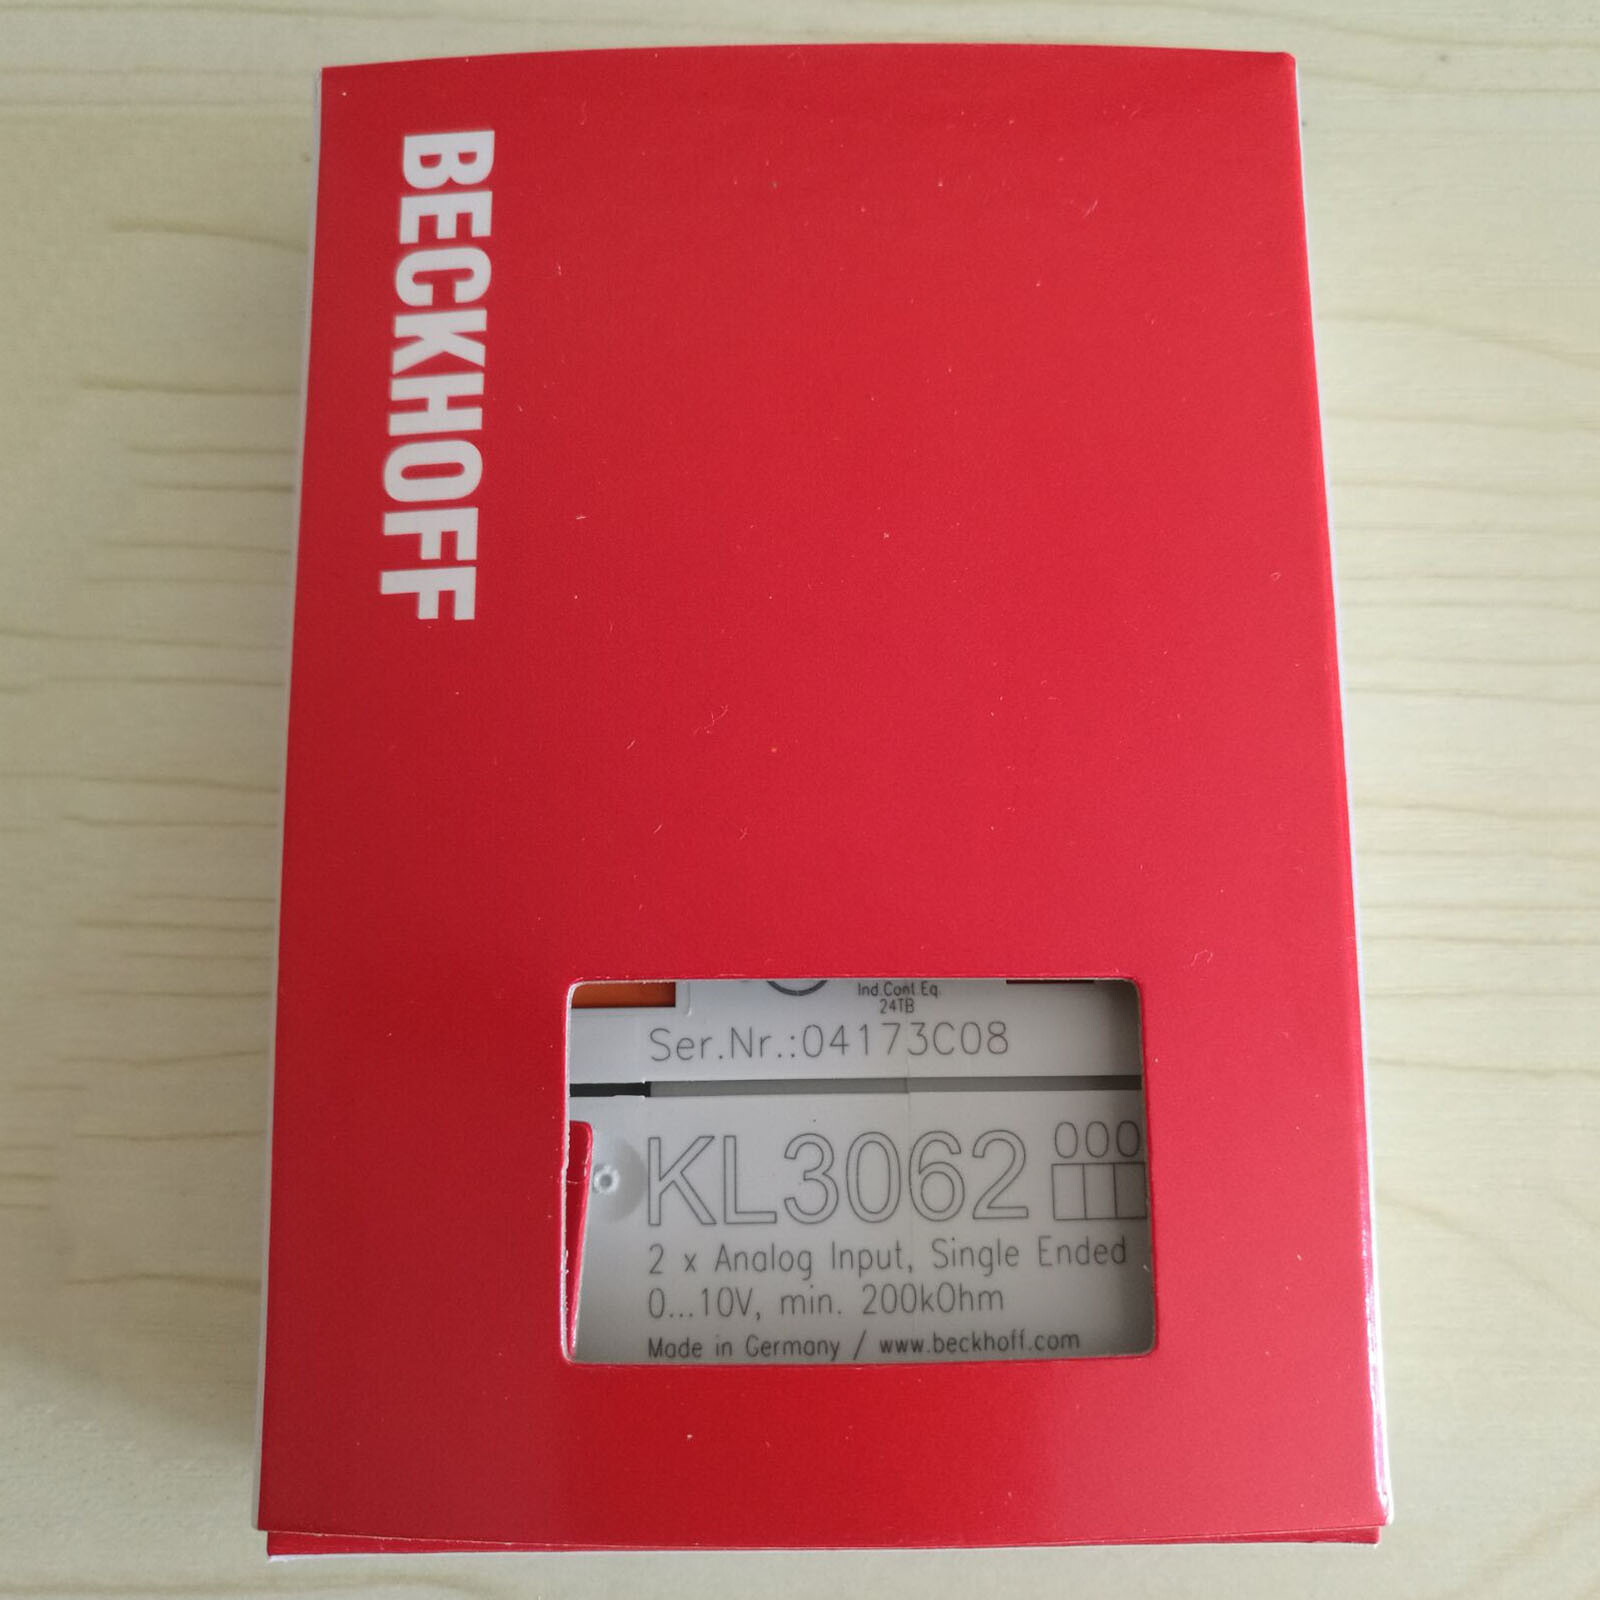 BECKHOFF
Ind.Cont.Eq.
24TB
Ser.Nr.:04173C08
KL3062
000
2 x Analog Input, Single Ended
0...10V, min. 200kOhm
Made in Germany / www.beckhoff.com